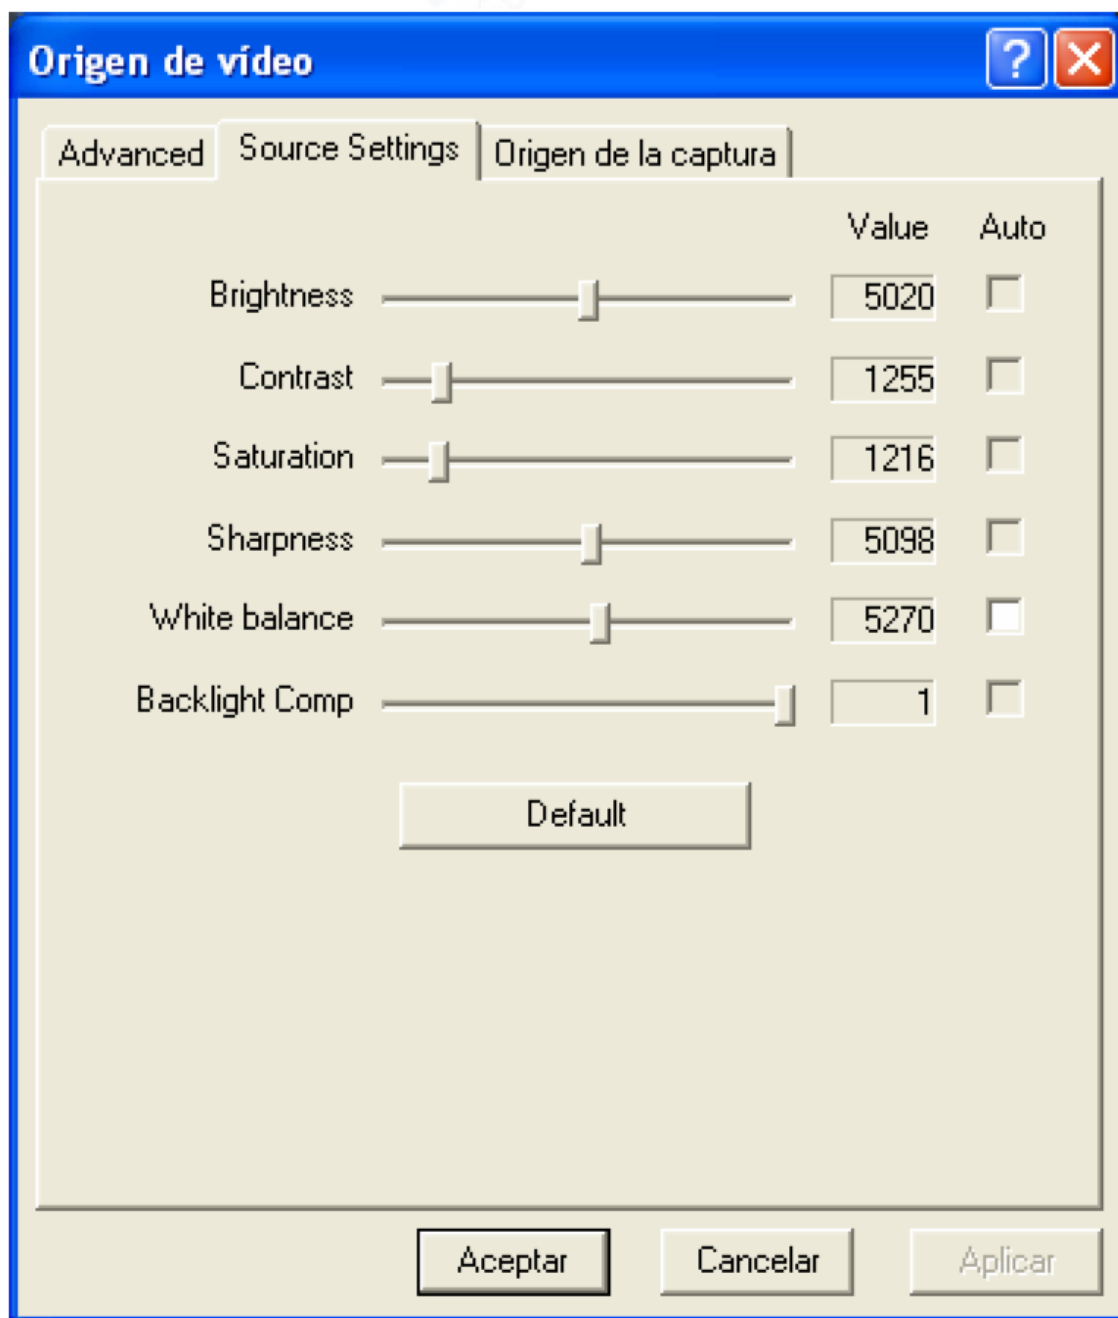 Origen de vídeo
Advanced Source Settings Origen de la captura
Value Auto
Brightness 5020
Contrast 1255
Saturation 1216
Sharpness 5098
White balance 5270
Backlight Comp 1
Default
Aceptar Cancelar Aplicar